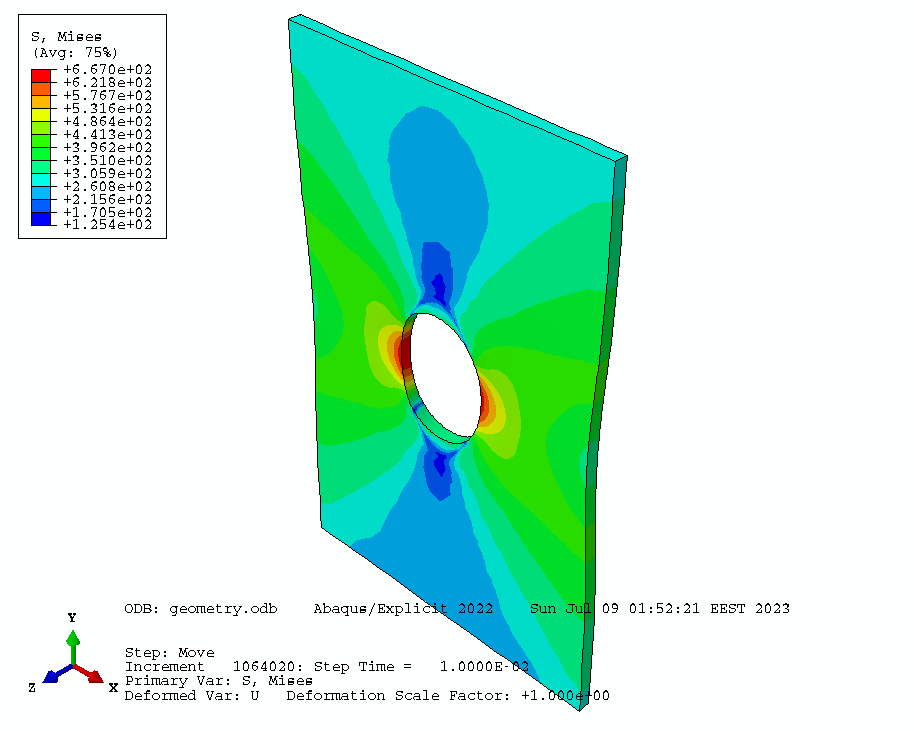 S, Mises
(Avg: 75%)
+6.670e+02
+6.218e+02
+5.767e+02
+5.316e+02
+4.864e+02
+4.413e+02
+3.962e+02
+3.510e+02
+3.059e+02
+2.608e+02
+2.156e+02
+1.705e+02
+1.254e+02
ODB: geometry.odb    Abaqus/Explicit 2022    Sun Jul 09 01:52:21 EEST 2023
Y
Z
X
Step: Move
Increment   1064020: Step Time =   1.0000E-02
Primary Var: S, Mises
Deformed Var: U   Deformation Scale Factor: +1.000e+00